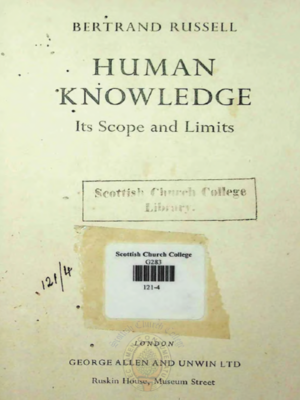 BERTRAND RUSSELL
HUMAN
KNOWLEDGE
Its Scope and Limits
Scottish Church College
Library.
121/4
Scottish Church College
G283
121-4
LONDON
GEORGE ALLEN AND UNWIN LTD
Ruskin House, Museum Street